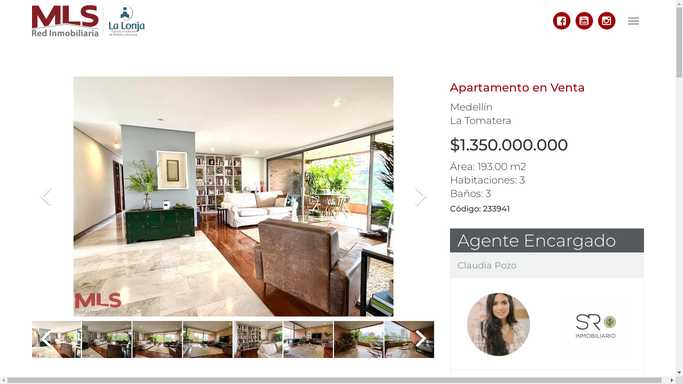 MLS
Red Inmobiliaria
La Lonja
Apartamento en Venta
Medellín
La Tomatera
$1.350.000.000
Área: 193.00 m2
Habitaciones: 3
Baños: 3
Código: 233941
MLS
Agente Encargado
Claudia Pozo
SR
INMOBILIARIO